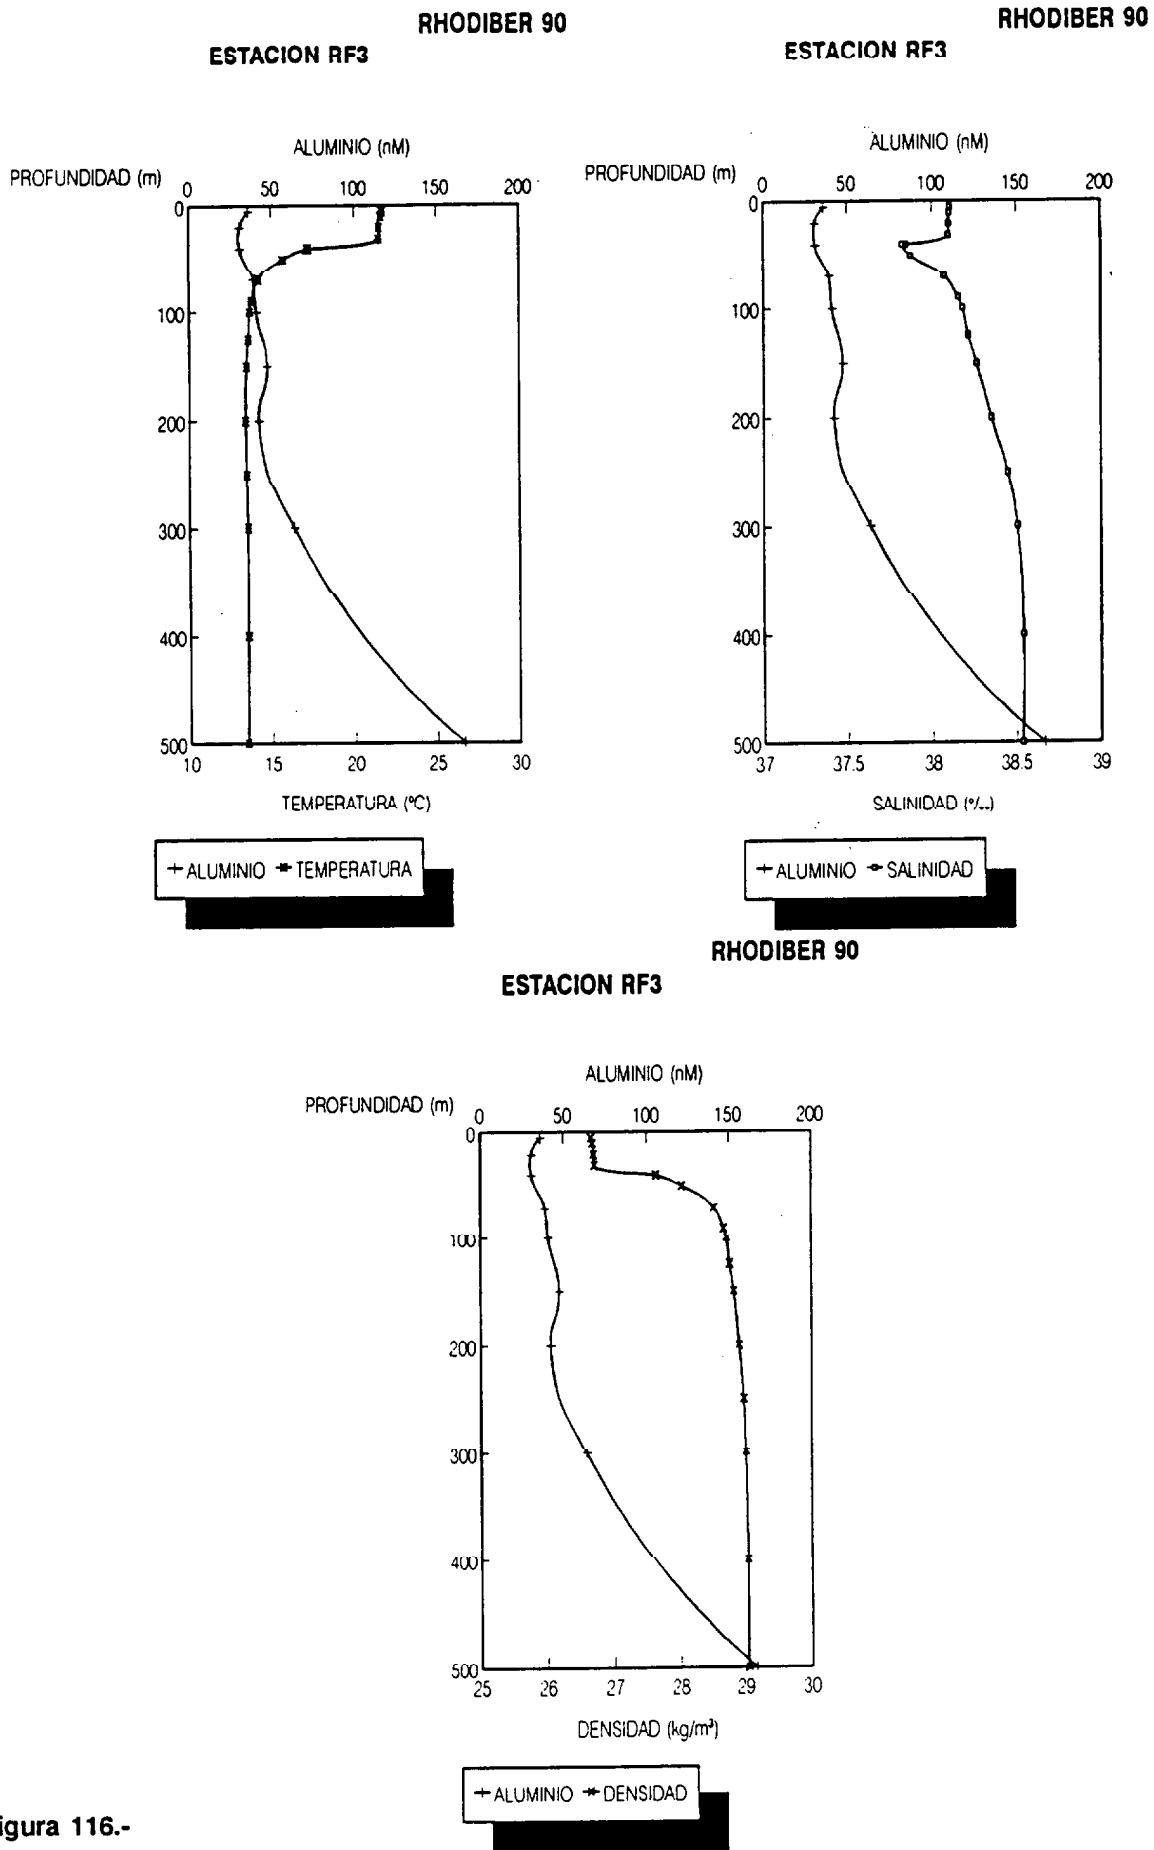 RHODIBER 90
ESTACION RF3
ALUMINIO (nM)
PROFUNDIDAD (m)
0 50 100 150 200
0
100
200
300
400
500
10 15 20 25 30
TEMPERATURA (ºC)
ALUMINIO TEMPERATURA
RHODIBER 90
ESTACION RF3
ALUMINIO (nM)
PROFUNDIDAD (m)
0 50 100 150 200
0
100
200
300
400
500
37 37.5 38 38.5 39
SALINIDAD
ALUMINIO SALINIDAD
RHODIBER 90
ESTACION RF3
ALUMINIO (nM)
PROFUNDIDAD (m)
0 50 100 150 200
0
100
200
300
400
500
25 26 27 28 29 30
DENSIDAD (kg/m³)
ALUMINIO DENSIDAD
igura 116.-